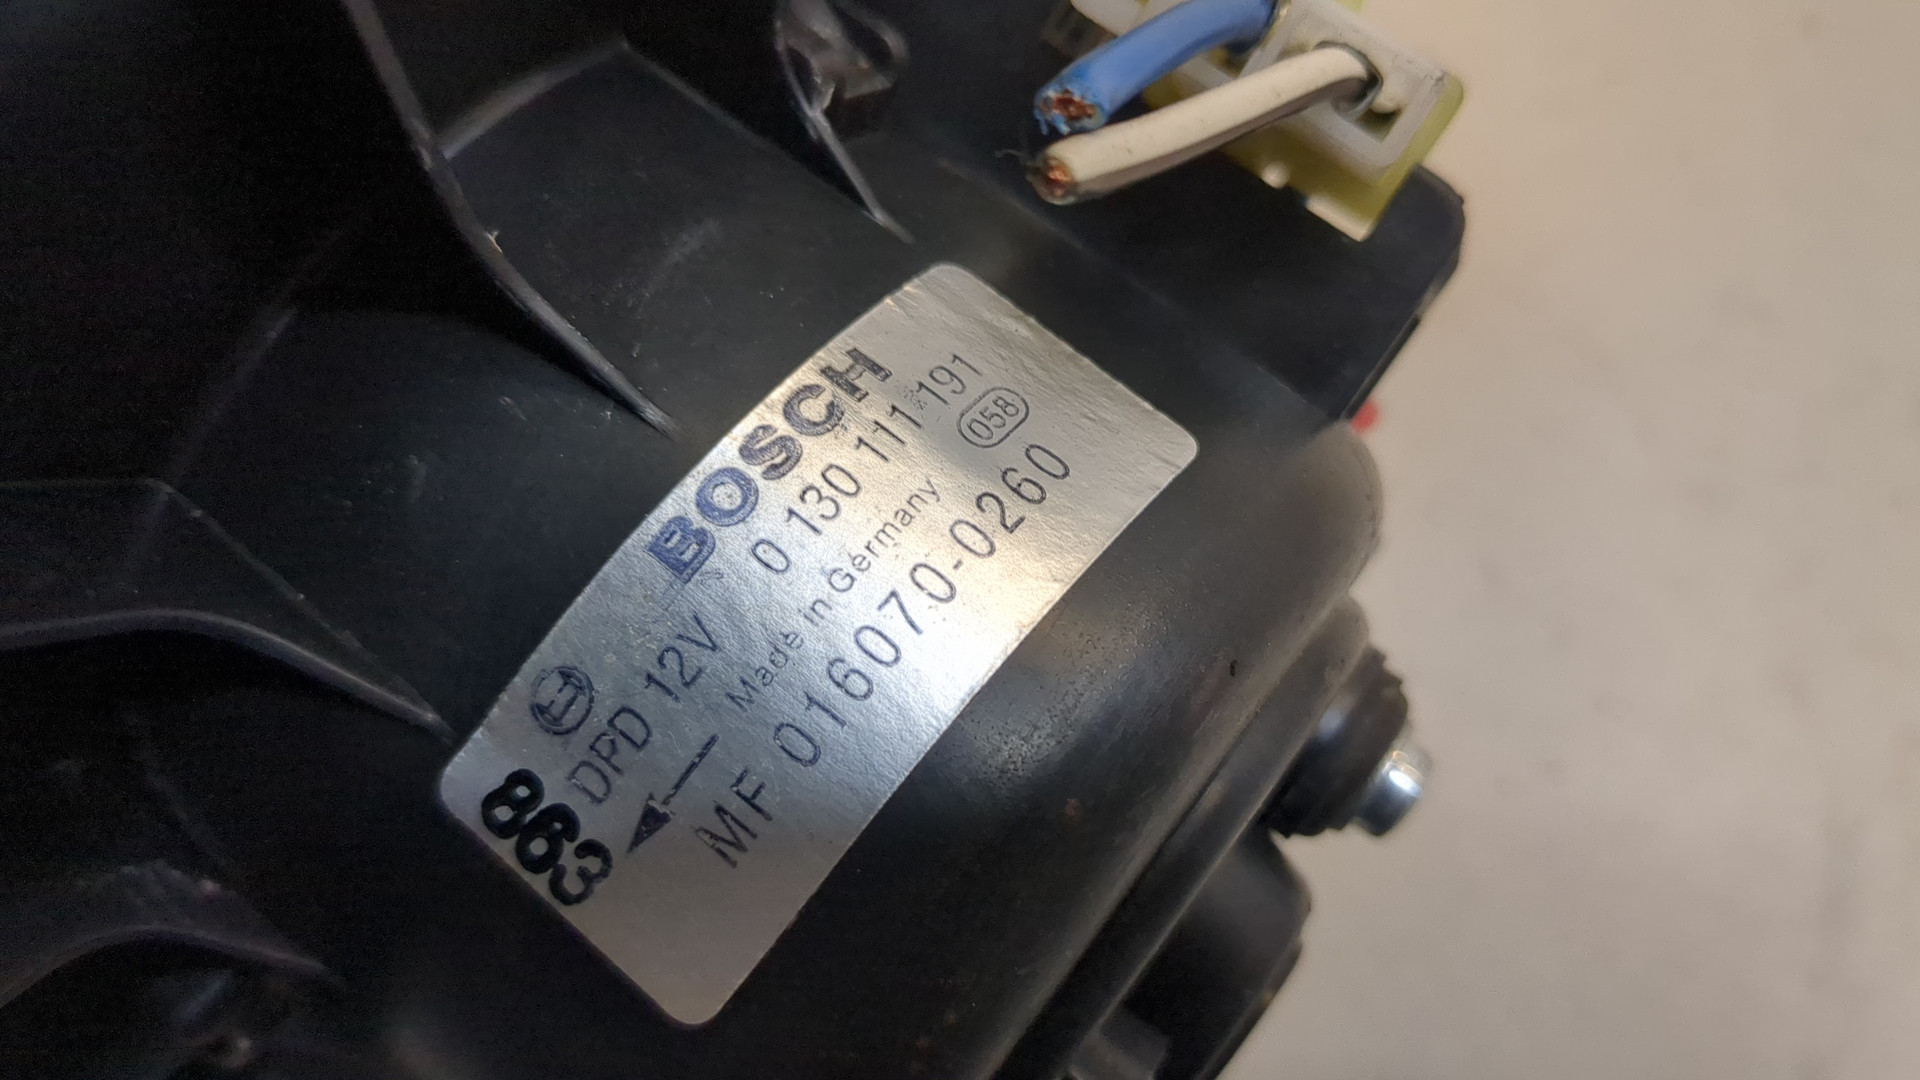 BOSCH
DPD 12V 0 130 111 191
Made in Germany 058
MF 016070-0260
863